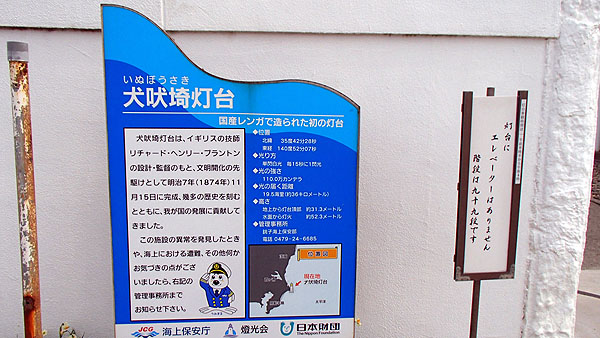 いぬぼうさき
犬吠埼灯台
国産レンガで造られた初の灯台
犬吠埼灯台は、イギリスの技師
リチャード・ヘンリー・ブラントン
の設計・監督のもと、文明開化の先
駆けとして明治7年(1874年)11
月15日に完成、幾多の歴史を刻む
とともに、我が国の発展に貢献して
きました。
この施設の異常を発見したとき
や、海上における遭難、その他何か
お気づきの点がござ
いましたら、右記の
管理事務所まで
お知らせ下さい。
◆位置
北緯 35度42分28秒
東経 140度52分07秒
◆光り方
単閃白光 毎15秒に1閃光
◆光の強さ
110.0万カンデラ
◆光の届く距離
19.5海里(約36キロメートル)
◆高さ
地上から灯台頂部 約31.3メートル
水面から灯火 約52.3メートル
◆管理事務所
銚子海上保安部
電話 0479-24-6685
位置図
現在地
犬吠埼灯台
太平洋
JCG 海上保安庁
燈光会
日本財団
The Nippon Foundation
灯台に
エレベーターはありません
階段は九十九段です